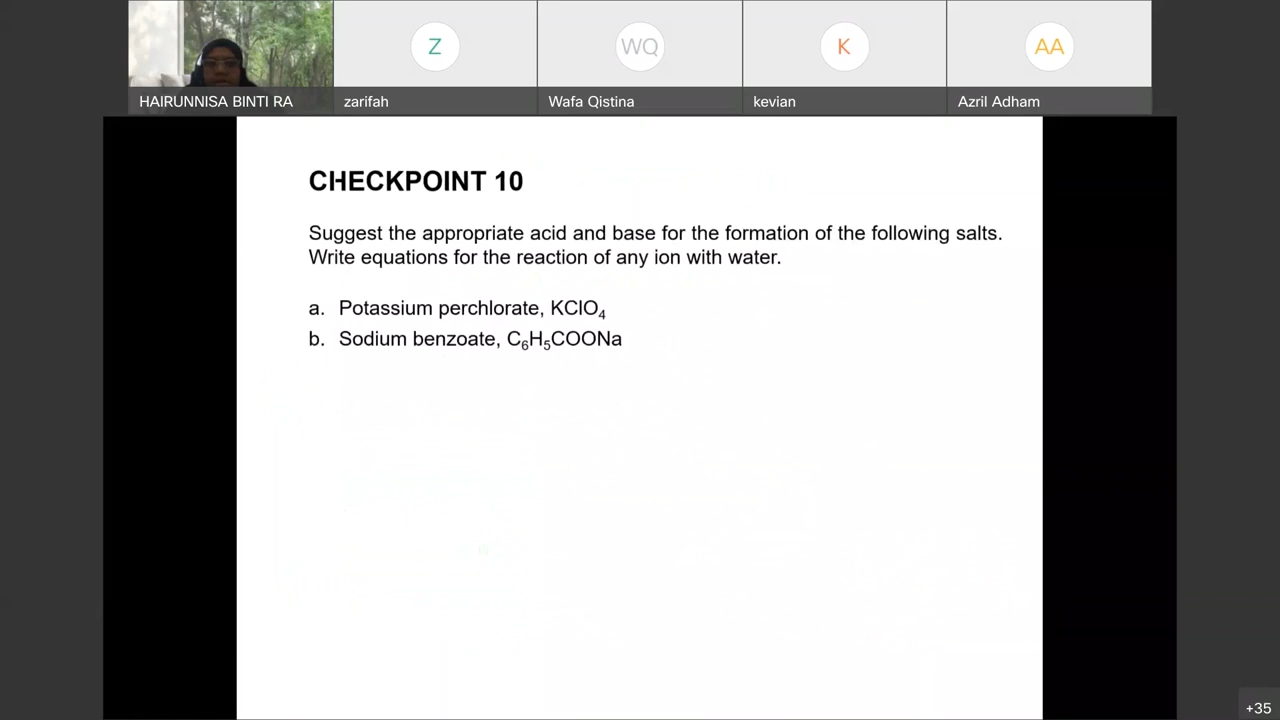 Z
WQ
K
AA
HAIRUNNISA BINTI RA
zarifah
Wafa Qistina
kevian
Azril Adham
CHECKPOINT 10
Suggest the appropriate acid and base for the formation of the following salts.
Write equations for the reaction of any ion with water.
a. Potassium perchlorate, KClO₄
b. Sodium benzoate, C₆H₅COONa
+35